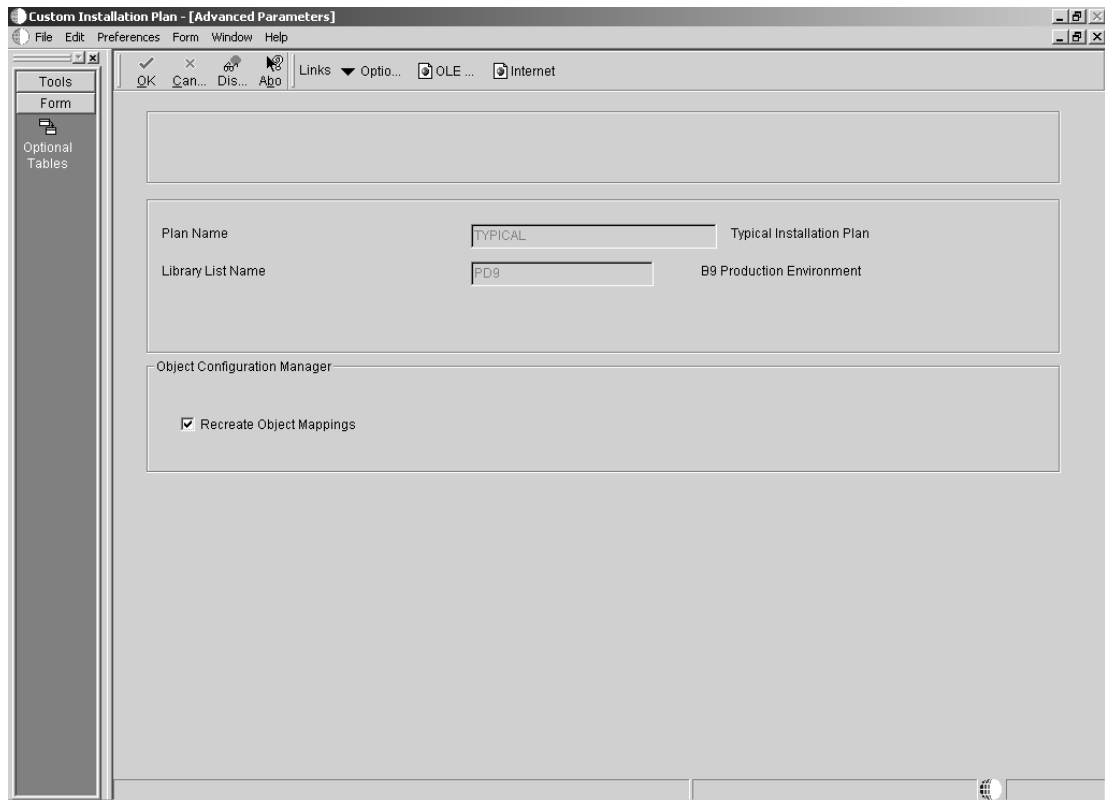 Custom Installation Plan - [Advanced Parameters]
File Edit Preferences Form Window Help
Tools
Form
Optional
Tables
OK Can... Dis... Abo Links Optio... OLE ... Internet
Plan Name TYPICAL Typical Installation Plan
Library List Name PD9 B9 Production Environment
Object Configuration Manager
Recreate Object Mappings